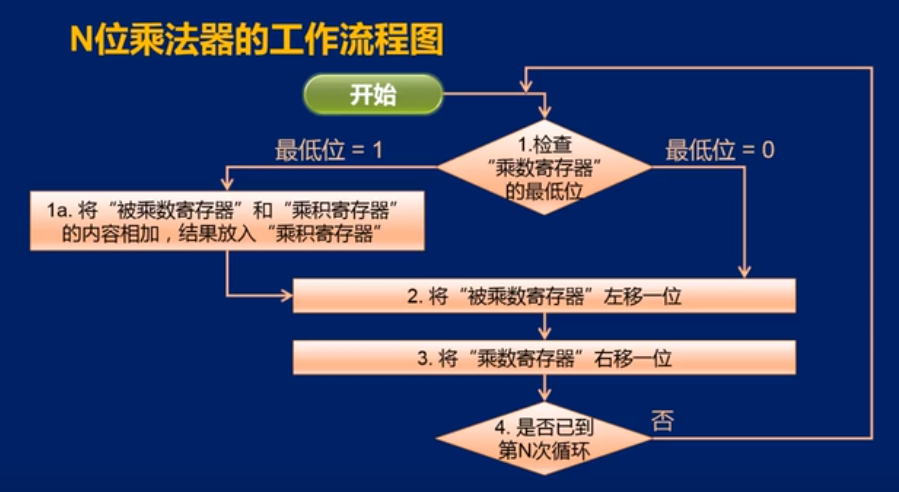 N位乘法器的工作流程图
开始
最低位 = 1
1.检查
“乘数寄存器”
的最低位
最低位 = 0
1a. 将“被乘数寄存器”和“乘积寄存器”
的内容相加，结果放入“乘积寄存器”
2. 将“被乘数寄存器”左移一位
3. 将“乘数寄存器”右移一位
4. 是否已到
第N次循环
否